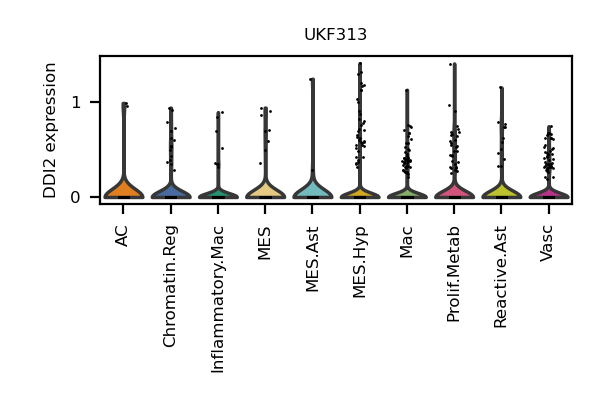 UKF313
DDI2 expression
1
0
AC
Chromatin.Reg
Inflammatory.Mac
MES
MES.Ast
MES.Hyp
Mac
Prolif.Metab
Reactive.Ast
Vasc